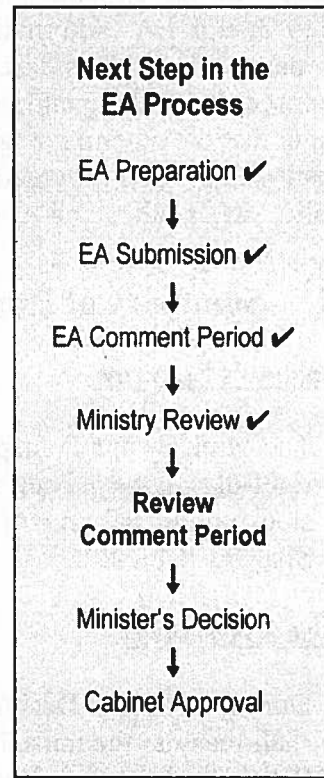 Next Step in the
EA Process
EA Preparation ✔
EA Submission ✔
EA Comment Period ✔
Ministry Review ✔
Review
Comment Period
Minister's Decision
Cabinet Approval